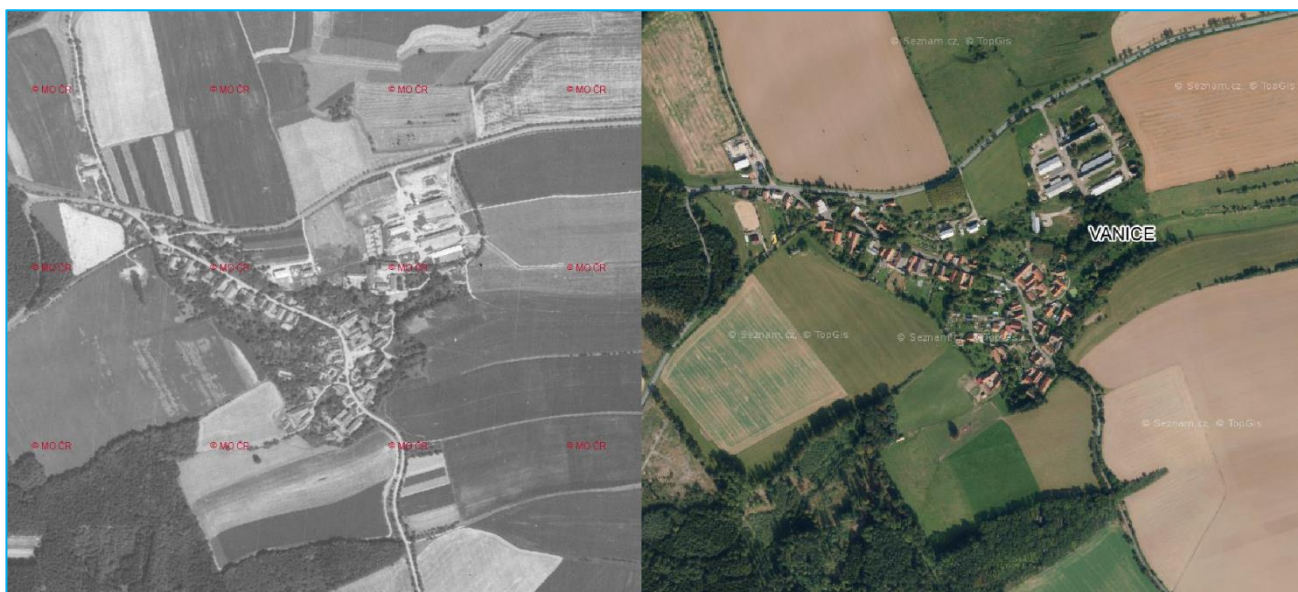 © Seznam.cz, © TopGis
© MO ČR © MO ČR © MO ČR © MO ČR © Seznam.cz, © TopGis
VANICE
© MO ČR © MO ČR © MO ČR © MO ČR
© Seznam.cz, © TopGis © Seznam.cz, © TopGis
© Seznam.cz, © TopGis
© MO ČR © MO ČR © MO ČR © MO ČR